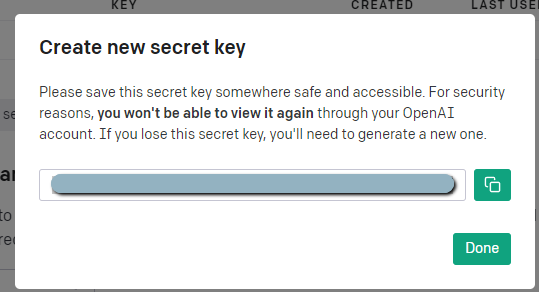 KEY CREATED LAST USE
Create new secret key
Please save this secret key somewhere safe and accessible. For security
reasons, you won't be able to view it again through your OpenAI
account. If you lose this secret key, you'll need to generate a new one.
Done